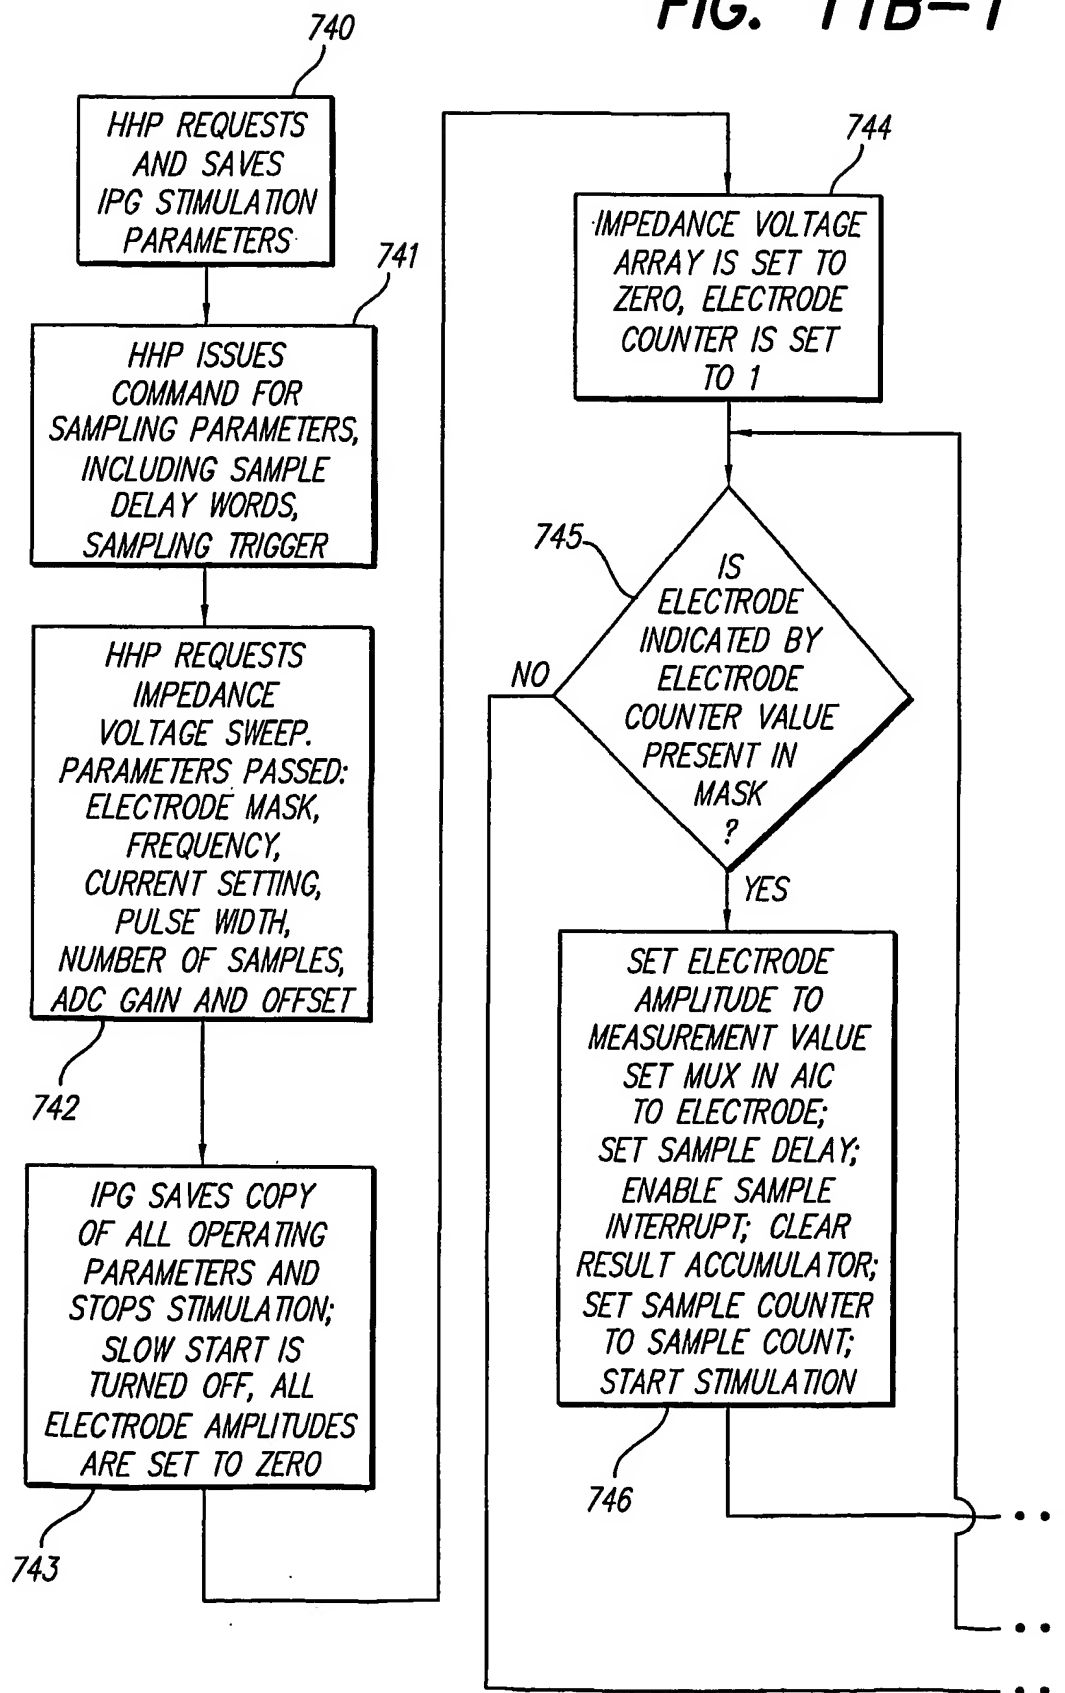 FIG. 11B-1
740
HHP REQUESTS
AND SAVES
IPG STIMULATION
PARAMETERS
741
HHP ISSUES
COMMAND FOR
SAMPLING PARAMETERS,
INCLUDING SAMPLE
DELAY WORDS,
SAMPLING TRIGGER
HHP REQUESTS
IMPEDANCE
VOLTAGE SWEEP.
PARAMETERS PASSED:
ELECTRODE MASK,
FREQUENCY,
CURRENT SETTING,
PULSE WIDTH,
NUMBER OF SAMPLES,
ADC GAIN AND OFFSET
742
IPG SAVES COPY
OF ALL OPERATING
PARAMETERS AND
STOPS STIMULATION;
SLOW START IS
TURNED OFF, ALL
ELECTRODE AMPLITUDES
ARE SET TO ZERO
743
744
IMPEDANCE VOLTAGE
ARRAY IS SET TO
ZERO, ELECTRODE
COUNTER IS SET
TO 1
745
IS
ELECTRODE
INDICATED BY
ELECTRODE
COUNTER VALUE
PRESENT IN
MASK
?
NO
YES
SET ELECTRODE
AMPLITUDE TO
MEASUREMENT VALUE
SET MUX IN AIC
TO ELECTRODE;
SET SAMPLE DELAY;
ENABLE SAMPLE
INTERRUPT; CLEAR
RESULT ACCUMULATOR;
SET SAMPLE COUNTER
TO SAMPLE COUNT;
START STIMULATION
746